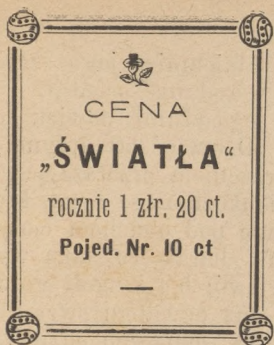 CENA
„ŚWIATŁA“
rocznie 1 złr. 20 ct.
Pojed. Nr. 10 ct